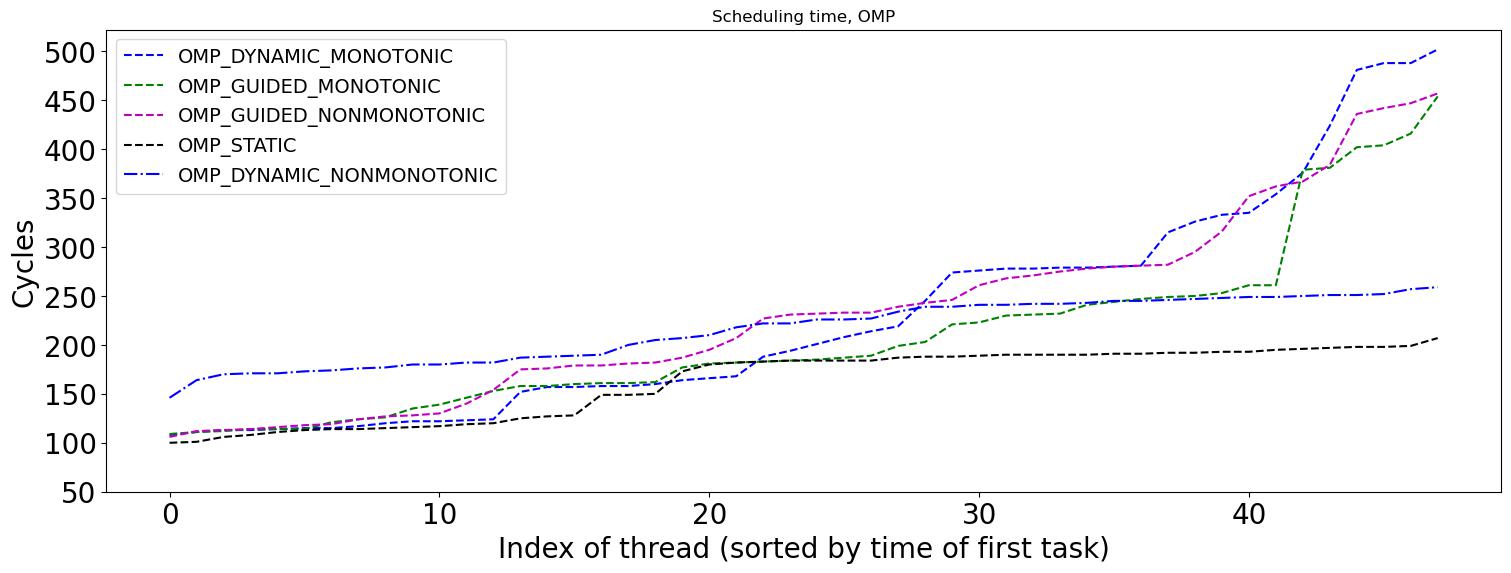 Scheduling time, OMP
500
450
400
350
300
250
200
150
100
50
Cycles
OMP_DYNAMIC_MONOTONIC
OMP_GUIDED_MONOTONIC
OMP_GUIDED_NONMONOTONIC
OMP_STATIC
OMP_DYNAMIC_NONMONOTONIC
0 10 20 30 40
Index of thread (sorted by time of first task)